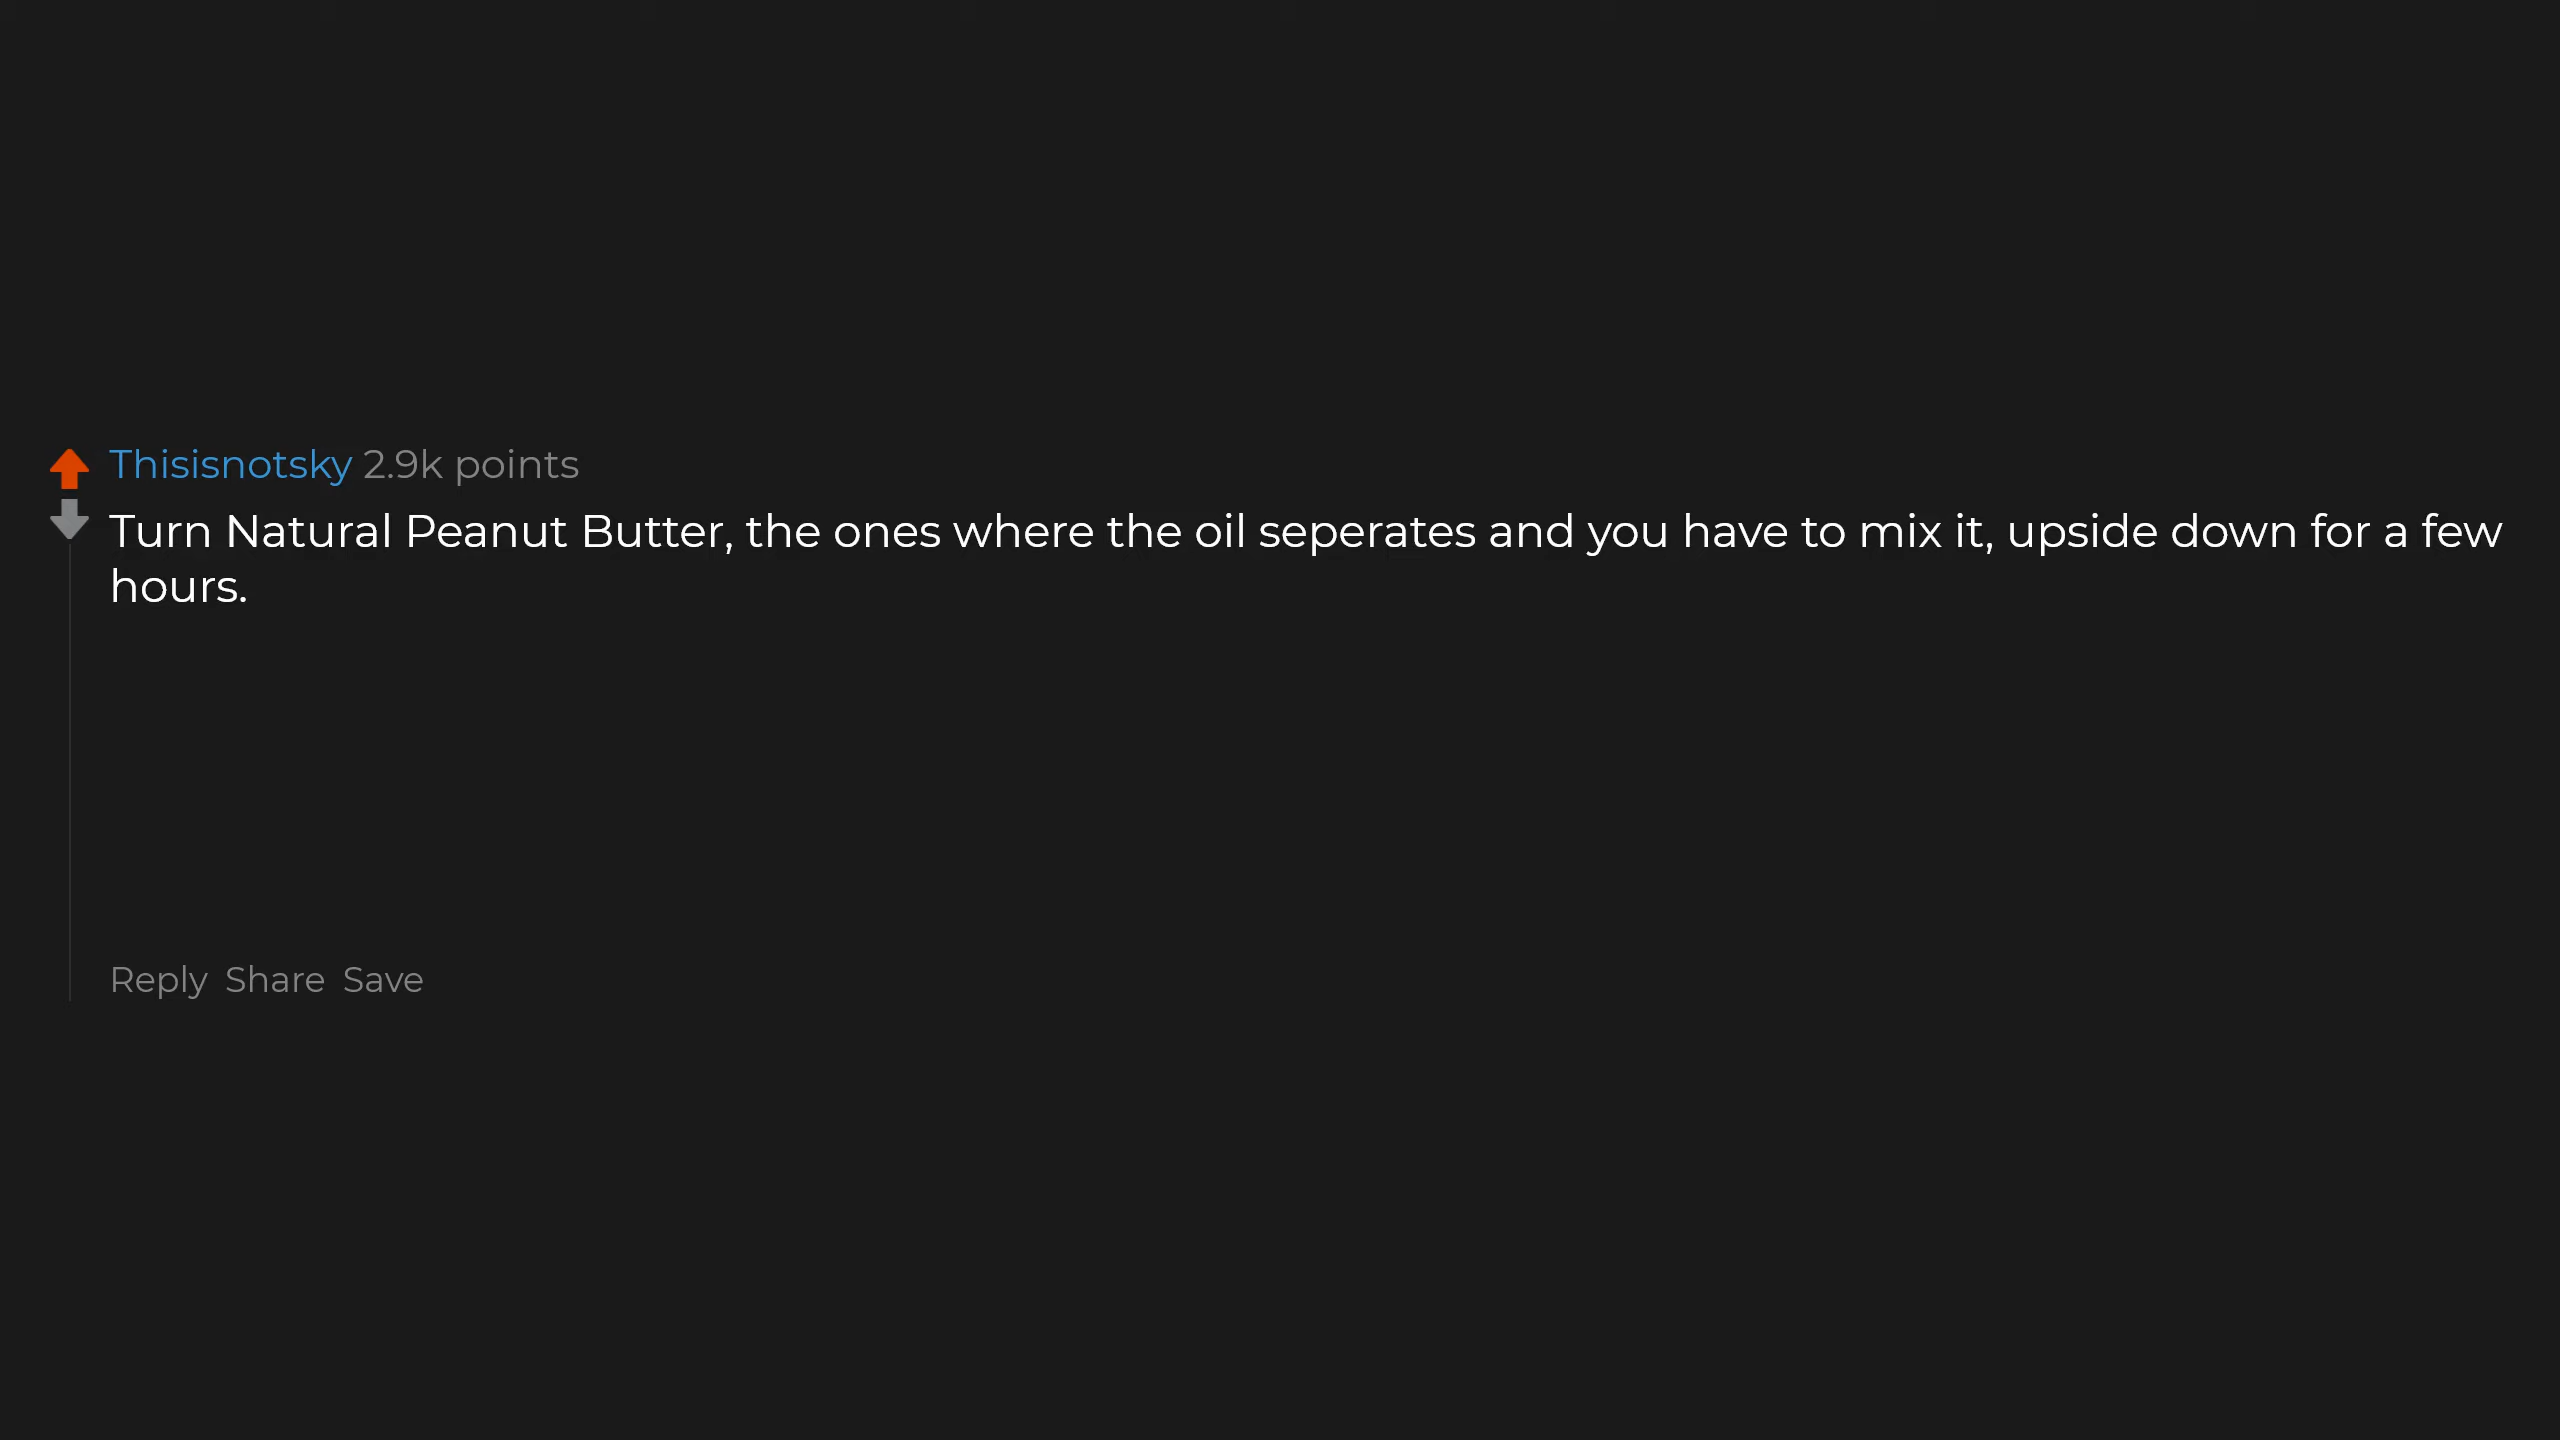 Thisisnotsky 2.9k points
Turn Natural Peanut Butter, the ones where the oil seperates and you have to mix it, upside down for a few
hours.
Reply Share Save